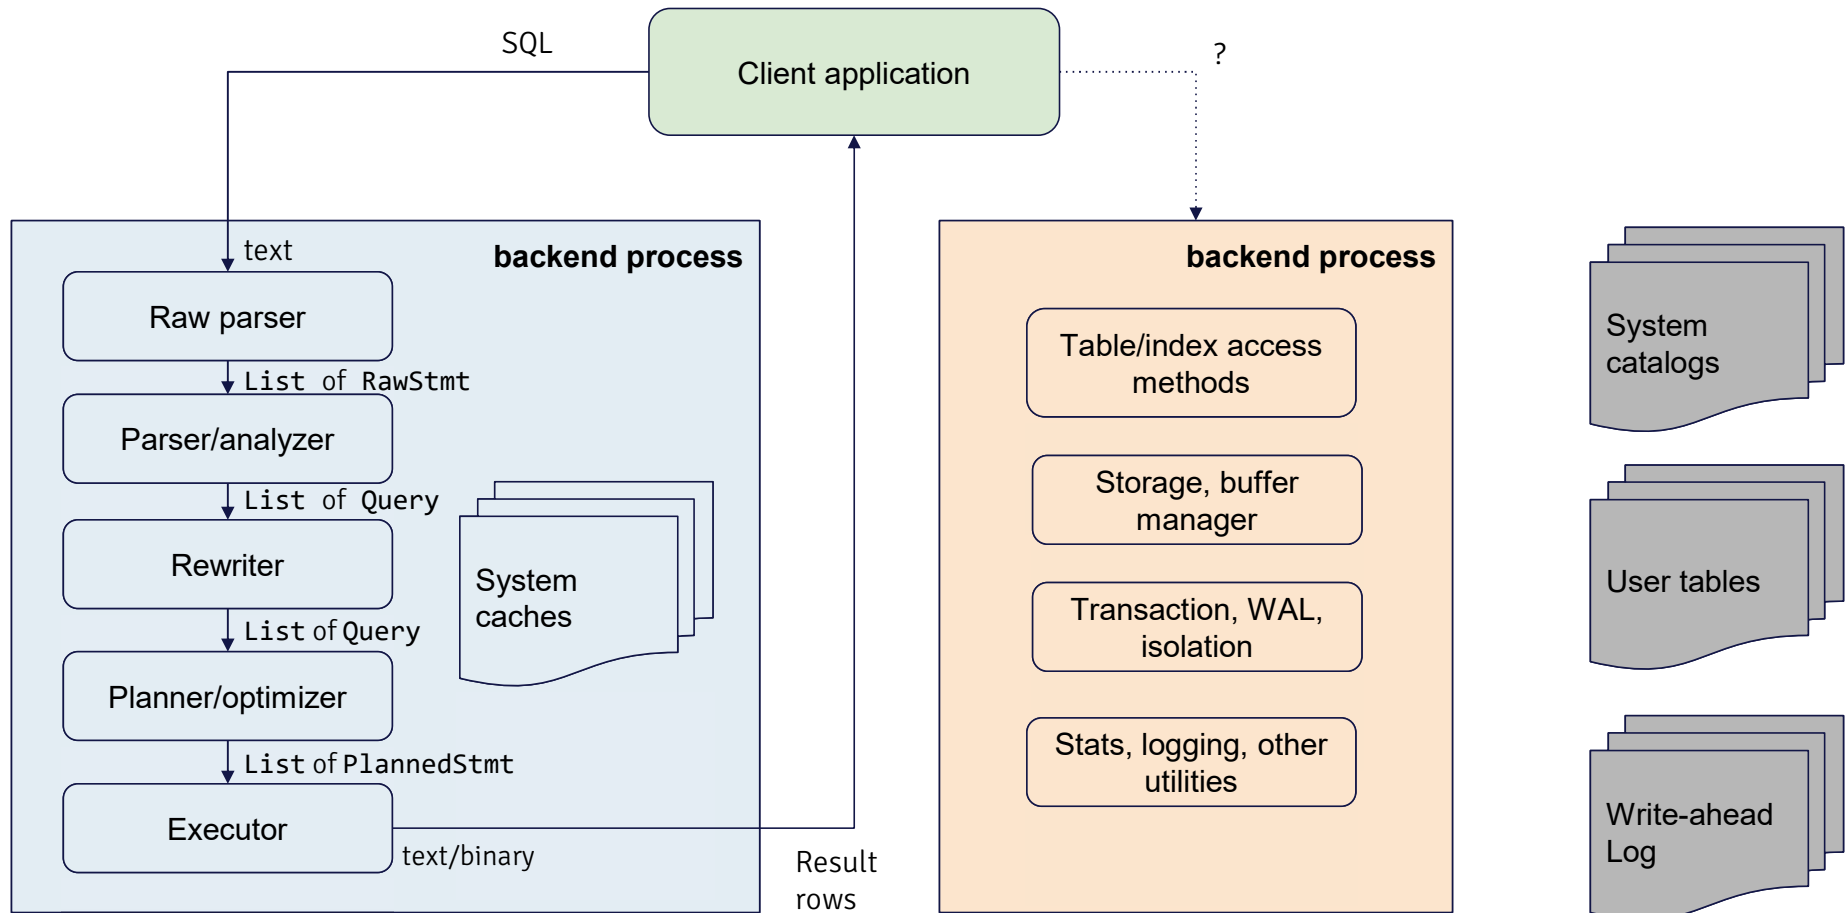 SQL
Client application
?
text
backend process
Raw parser
List of RawStmt
Parser/analyzer
List of Query
Rewriter
List of Query
Planner/optimizer
List of PlannedStmt
Executor
text/binary
System
caches
Result
rows
backend process
Table/index access
methods
Storage, buffer
manager
Transaction, WAL,
isolation
Stats, logging, other
utilities
System
catalogs
User tables
Write-ahead
Log